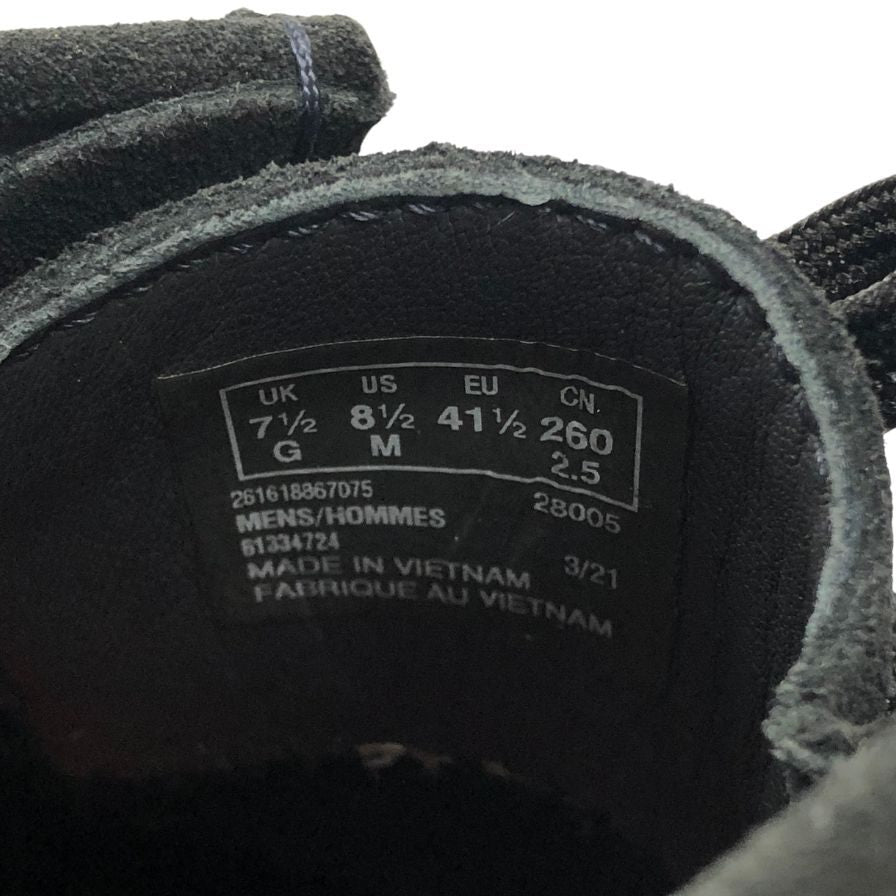 UK US EU CN.
7½ 8½ 41½ 260
G M 2.5
261618867075 28005
MENS/HOMMES
61334724
MADE IN VIETNAM 3/21
FABRIQUE AU VIETNAM